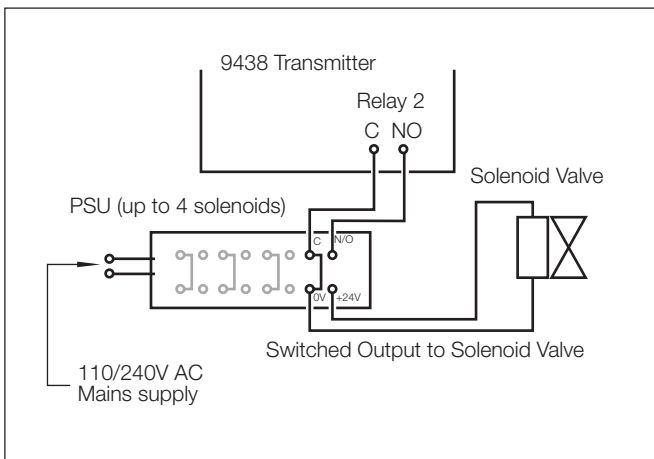 9438 Transmitter
Relay 2
C NO
Solenoid Valve
PSU (up to 4 solenoids)
C N/O
0V +24V
Switched Output to Solenoid Valve
110/240V AC
Mains supply